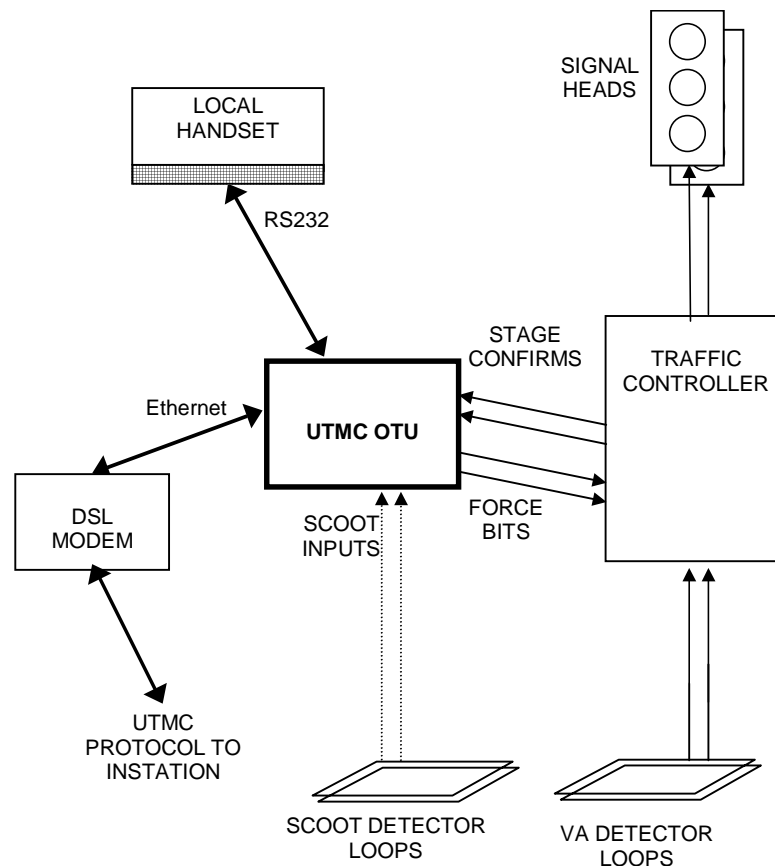 SIGNAL
HEADS
LOCAL
HANDSET
RS232
STAGE
CONFIRMS
TRAFFIC
CONTROLLER
Ethernet
UTMC OTU
DSL
MODEM
SCOOT
INPUTS
FORCE
BITS
UTMC
PROTOCOL TO
INSTATION
SCOOT DETECTOR
LOOPS
VA DETECTOR
LOOPS